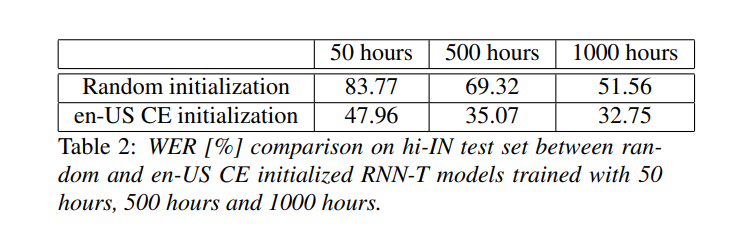 50 hours 500 hours 1000 hours
Random initialization 83.77 69.32 51.56
en-US CE initialization 47.96 35.07 32.75
Table 2: WER [%] comparison on hi-IN test set between ran-
dom and en-US CE initialized RNN-T models trained with 50
hours, 500 hours and 1000 hours.